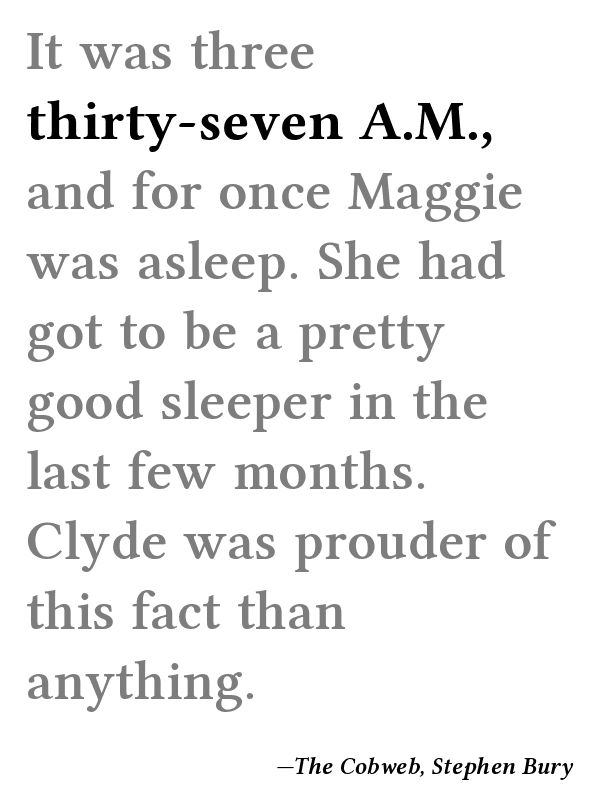 It was three
thirty-seven A.M.,
and for once Maggie
was asleep. She had
got to be a pretty
good sleeper in the
last few months.
Clyde was prouder of
this fact than
anything.
—The Cobweb, Stephen Bury